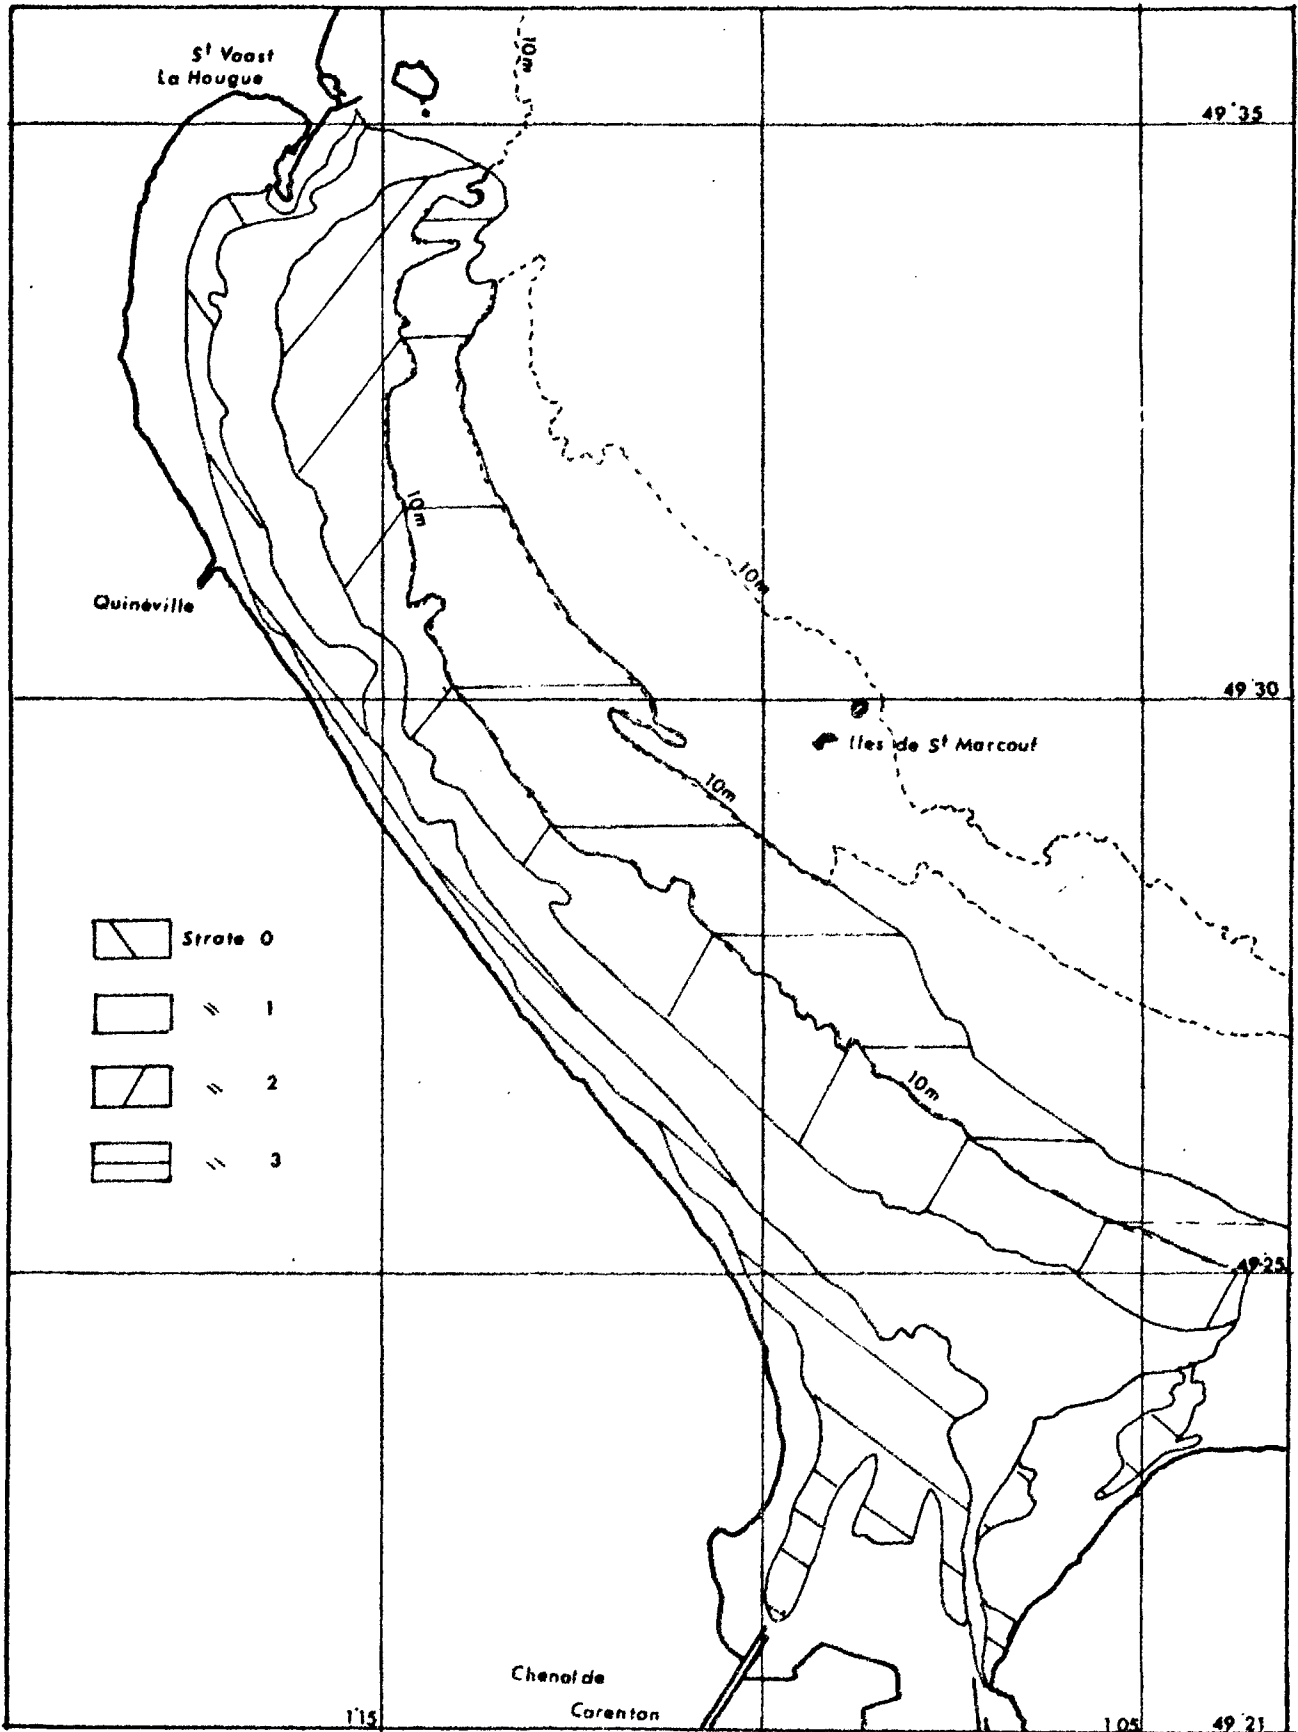 St Vaast
La Hougue
10m
49°35
10m
10m
Quinéville
49°30
Iles de St Marcouf
10m
Strate 0
〃 1
〃 2
〃 3
10m
49°25
Chenal de
Carenton
1°15
1°05
49°21